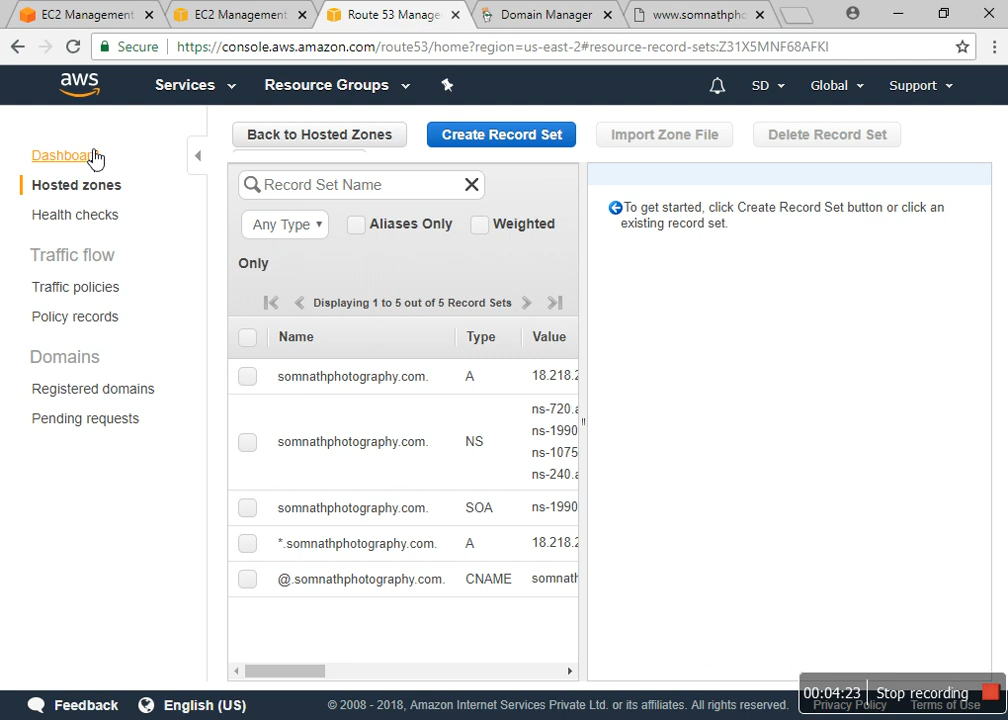 EC2 Management
EC2 Management
Route 53 Manage
Domain Manager
www.somnathpho
Secure
https://console.aws.amazon.com/route53/home?region=us-east-2#resource-record-sets:Z31X5MNF68AFKI
aws
Services
Resource Groups
SD
Global
Support
Back to Hosted Zones
Create Record Set
Import Zone File
Delete Record Set
Dashboard
Hosted zones
Health checks
Traffic flow
Traffic policies
Policy records
Domains
Registered domains
Pending requests
Record Set Name
Any Type
Aliases Only
Weighted
Only
Displaying 1 to 5 out of 5 Record Sets
Name Type Value
somnathphotography.com. A 18.218.2
somnathphotography.com. NS
ns-720.a
ns-1990
ns-1075
ns-240.a
somnathphotography.com. SOA ns-1990
*.somnathphotography.com. A 18.218.2
@.somnathphotography.com. CNAME somnath
To get started, click Create Record Set button or click an
existing record set.
00:04:23 Stop recording
Feedback
English (US)
© 2008 - 2018, Amazon Internet Services Private Ltd. or its affiliates. All rights reserved.
Privacy Policy
Terms of Use